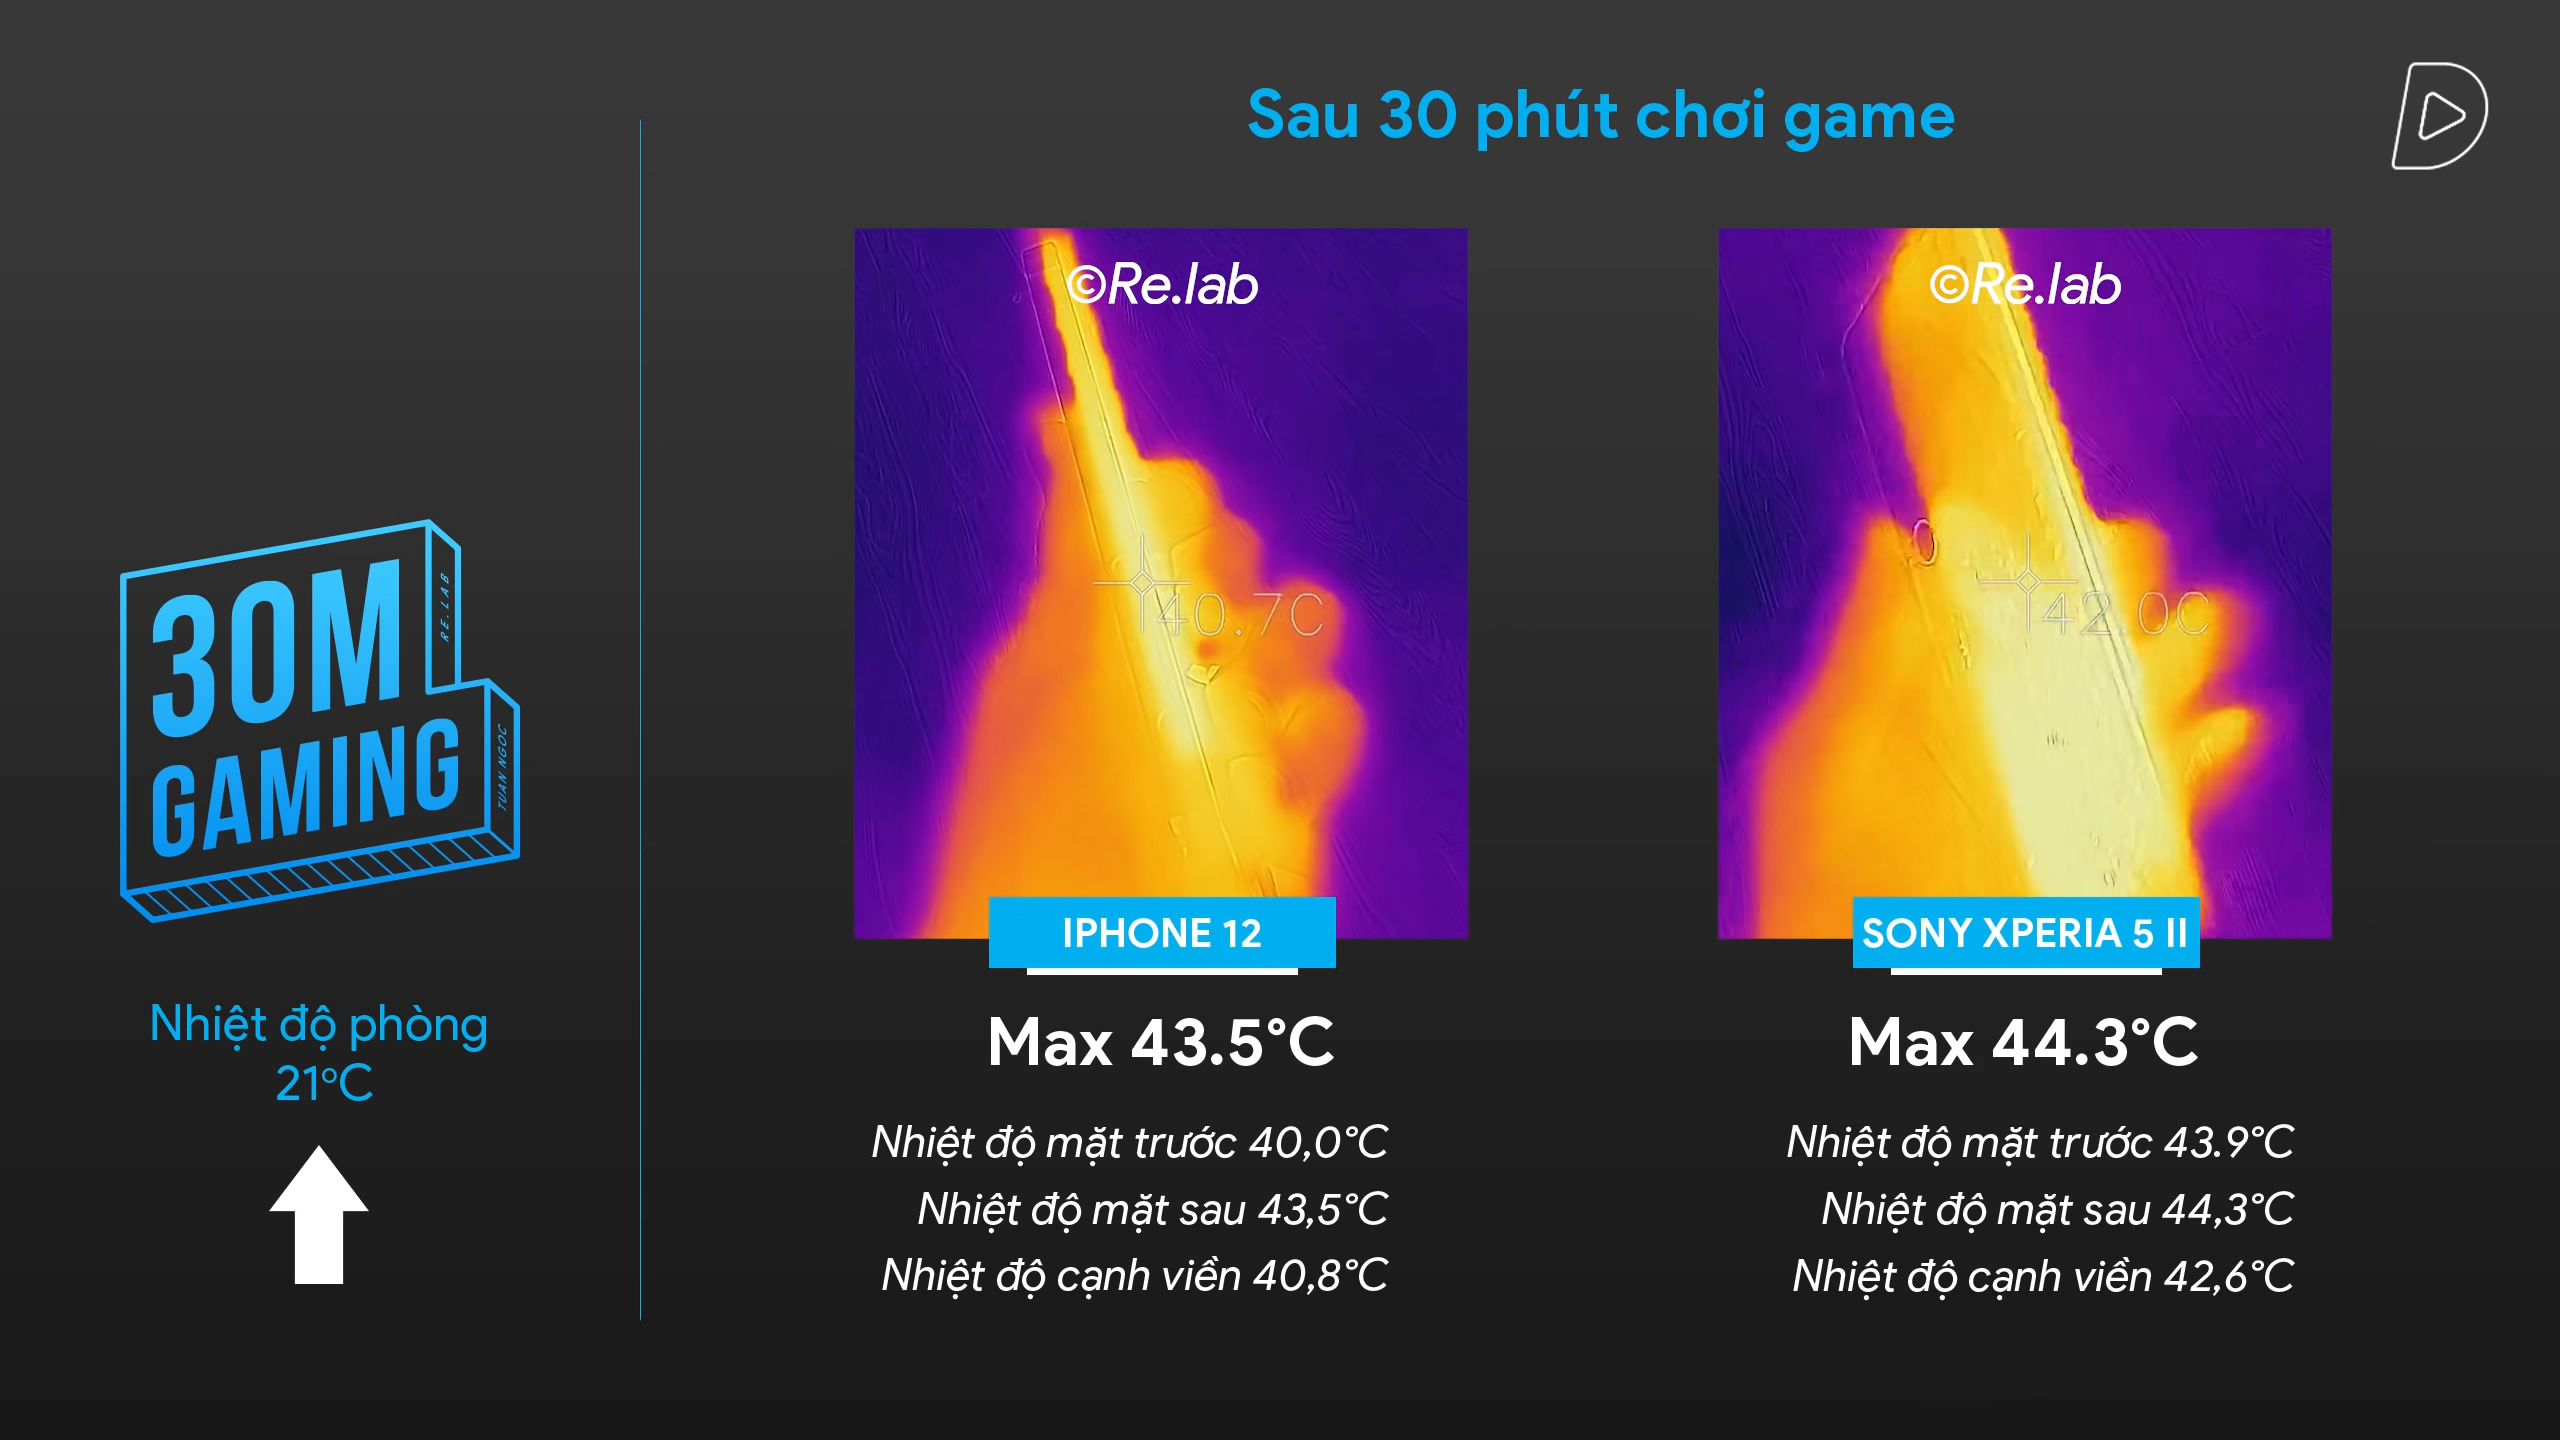 Sau 30 phút chơi game
30M
GAMING
RE.LAB
TUAN NGOC
Nhiệt độ phòng
21°C
©Re.lab
40.7C
IPHONE 12
Max 43.5°C
Nhiệt độ mặt trước 40,0°C
Nhiệt độ mặt sau 43,5°C
Nhiệt độ cạnh viền 40,8°C
©Re.lab
42.0C
SONY XPERIA 5 II
Max 44.3°C
Nhiệt độ mặt trước 43.9°C
Nhiệt độ mặt sau 44,3°C
Nhiệt độ cạnh viền 42,6°C